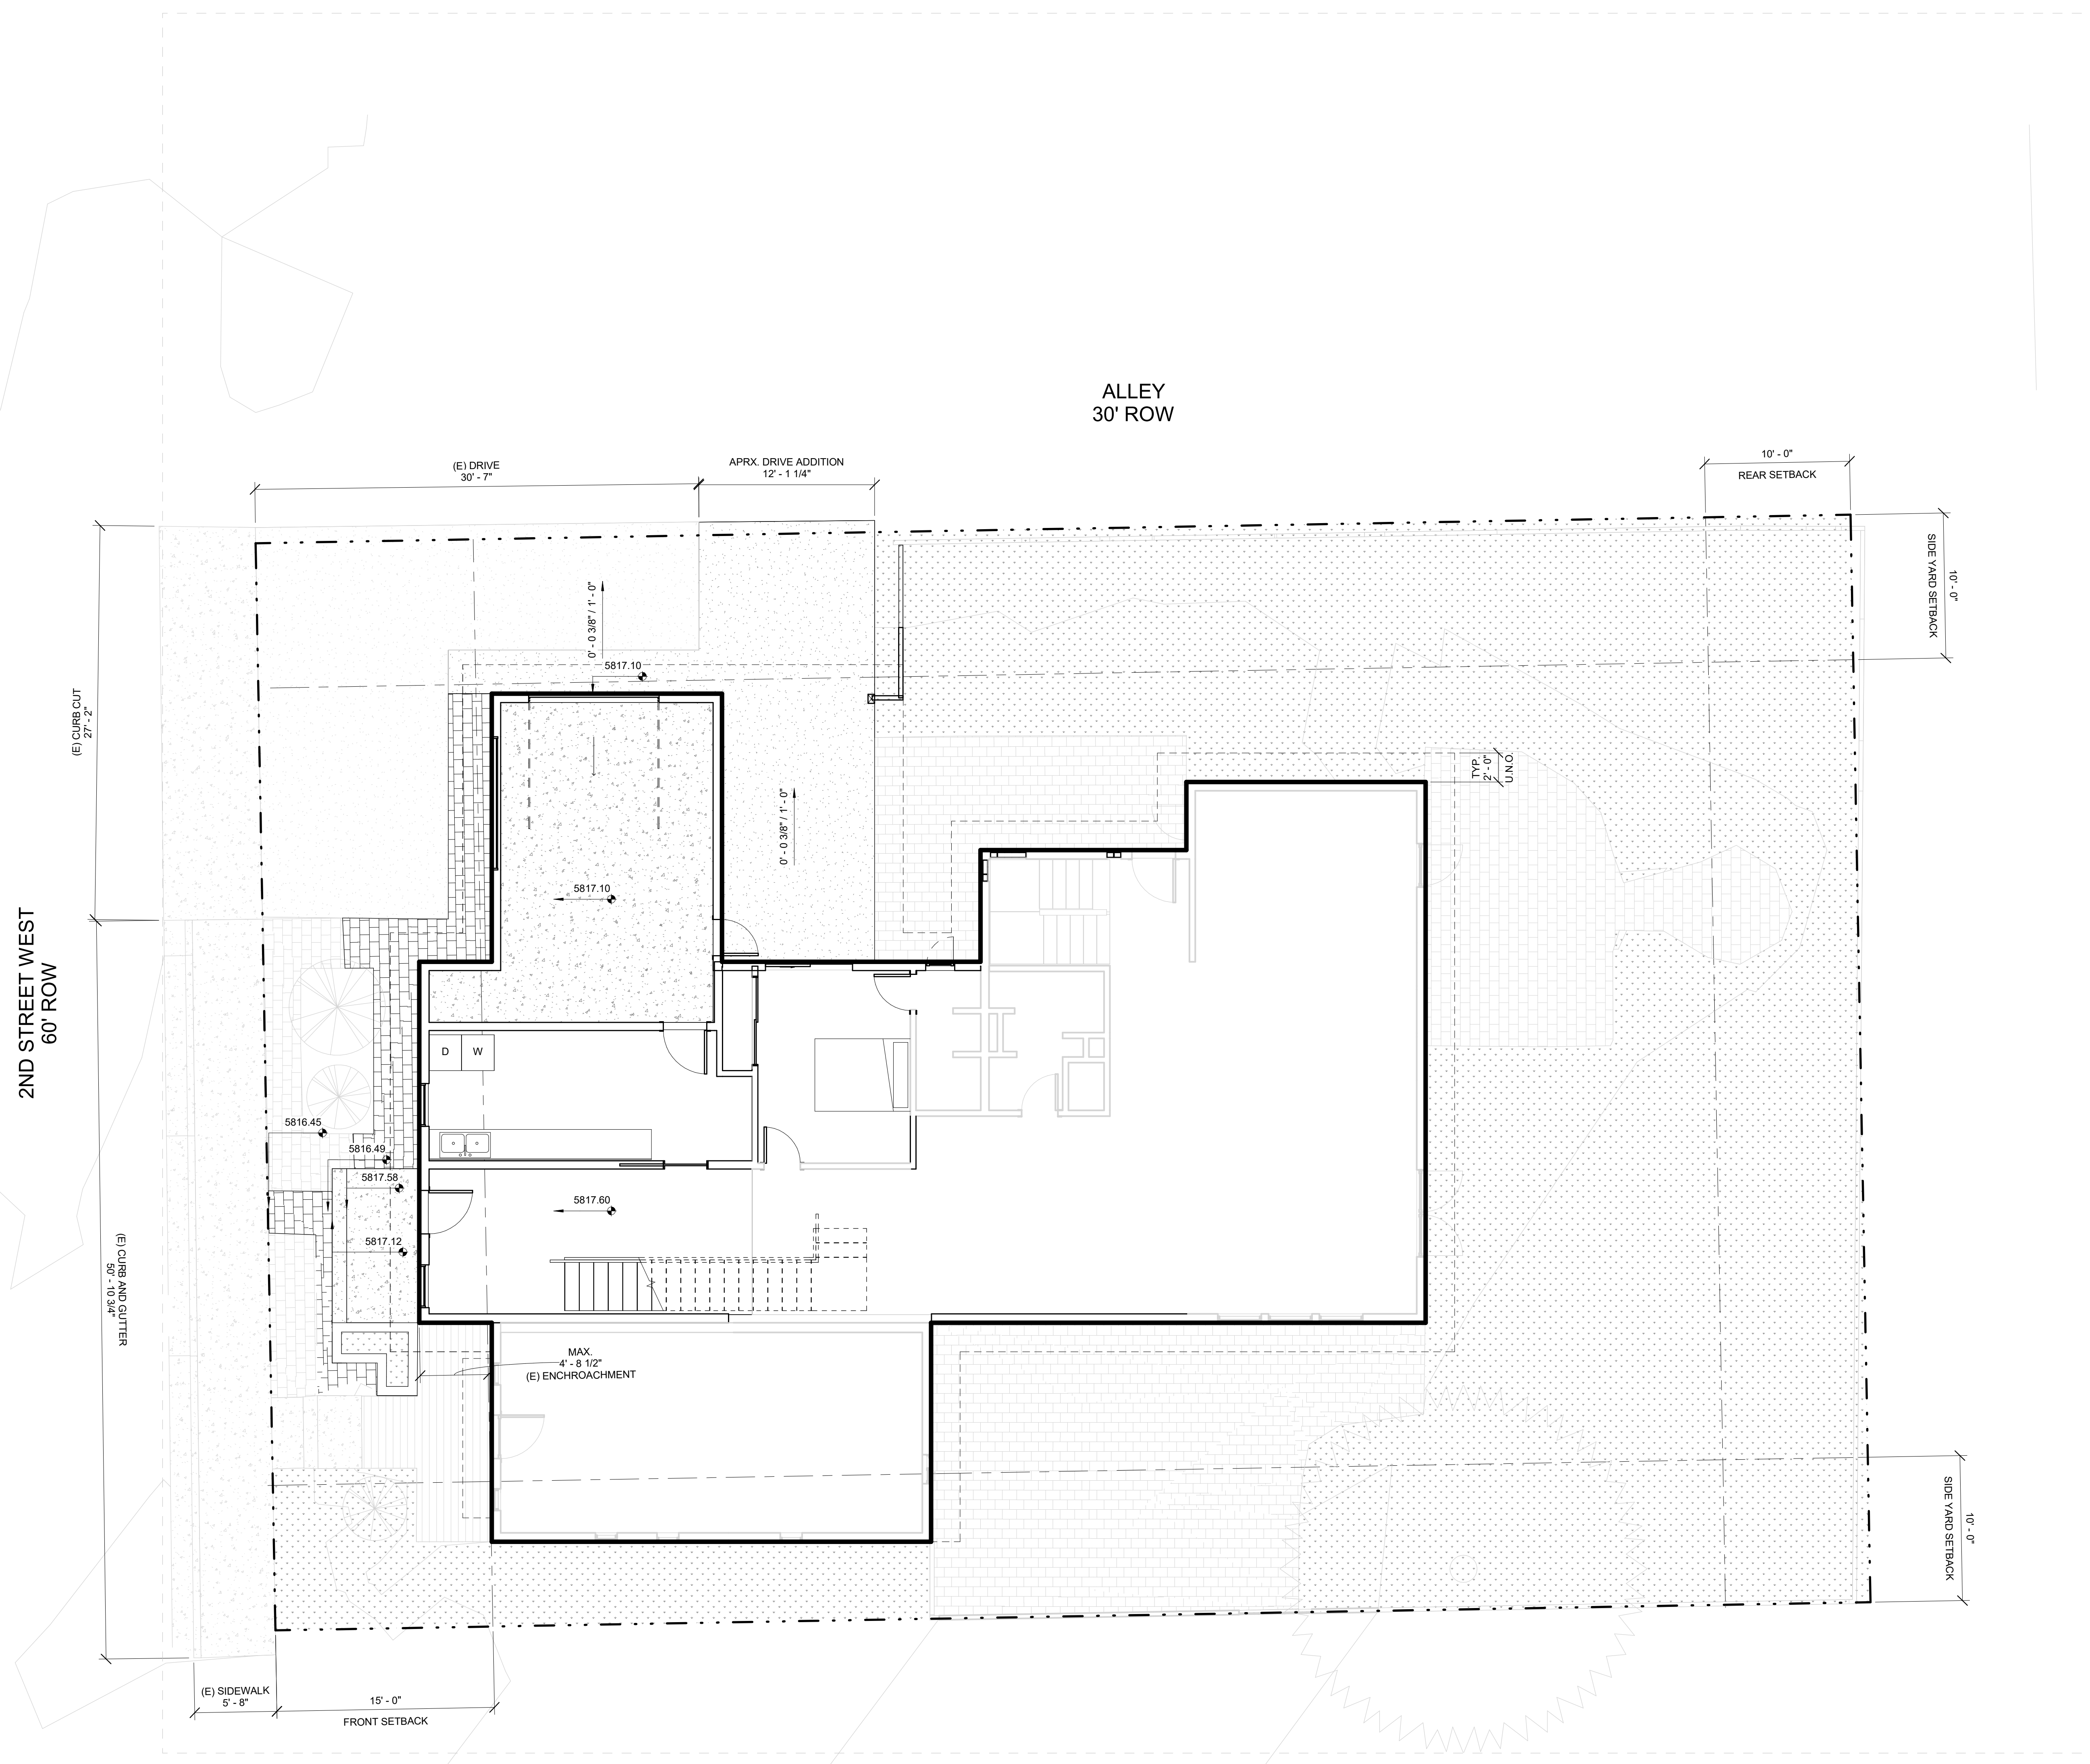 ALLEY
30' ROW
(E) DRIVE
30' - 7"
APRX. DRIVE ADDITION
12' - 1 1/4"
10' - 0"
REAR SETBACK
SIDE YARD SETBACK
10' - 0"
(E) CURB CUT
27' - 2"
0' - 0 3/8" / 1' - 0"
5817.10
TYP.
2' - 0"
U.N.O
0' - 0 3/8" / 1' - 0"
5817.10
2ND STREET WEST
60' ROW
D
W
5816.45
5816.49
5817.58
5817.60
5817.12
(E) CURB AND GUTTER
50' - 10 3/4"
MAX.
4' - 8 1/2"
(E) ENCHROACHMENT
SIDE YARD SETBACK
10' - 0"
(E) SIDEWALK
5' - 8"
15' - 0"
FRONT SETBACK